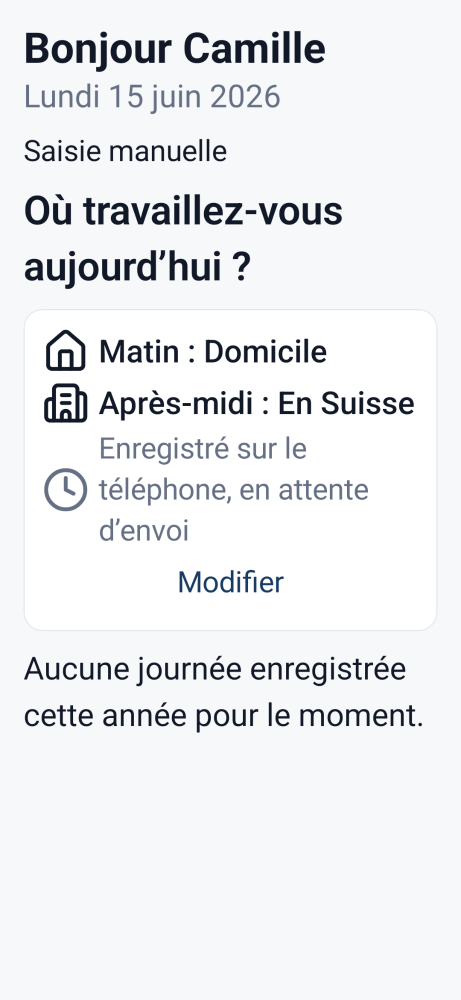 Bonjour Camille
Lundi 15 juin 2026
Saisie manuelle
Où travaillez-vous
aujourd’hui ?
Matin : Domicile
Après-midi : En Suisse
Enregistré sur le
téléphone, en attente
d’envoi
Modifier
Aucune journée enregistrée
cette année pour le moment.